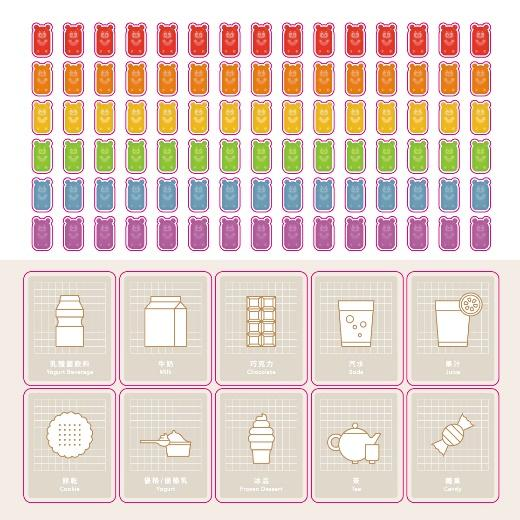 乳酸菌飲料
Yogurt Beverage
牛奶
Milk
巧克力
Chocolate
汽水
Soda
果汁
Juice
餅乾
Cookie
優格/優酪乳
Yogurt
冰品
Frozen Dessert
茶
Tea
糖果
Candy